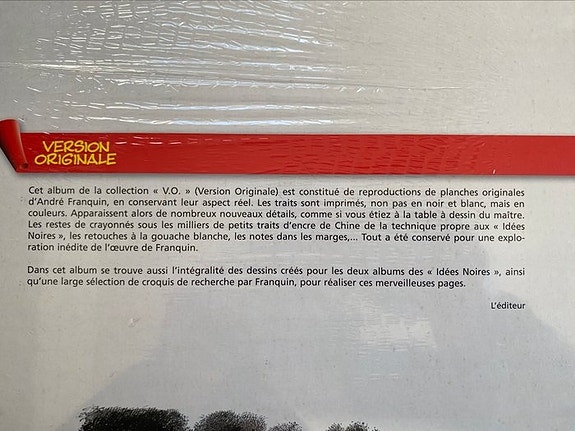 VERSION
ORIGINALE
Cet album de la collection « V.O. » (Version Originale) est constitué de reproductions de planches originales
d'André Franquin, en conservant leur aspect réel. Les traits sont imprimés, non pas en noir et blanc, mais en
couleurs. Apparaissent alors de nombreux nouveaux détails, comme si vous étiez à la table à dessin du maître.
Les restes de crayonnés sous les milliers de petits traits d'encre de Chine de la technique propre aux « Idées
Noires », les retouches à la gouache blanche, les notes dans les marges,... Tout a été conservé pour une explo-
ration inédite de l'œuvre de Franquin.
Dans cet album se trouve aussi l'intégralité des dessins créés pour les deux albums des « Idées Noires », ainsi
qu'une large sélection de croquis de recherche par Franquin, pour réaliser ces merveilleuses pages.
L'éditeur